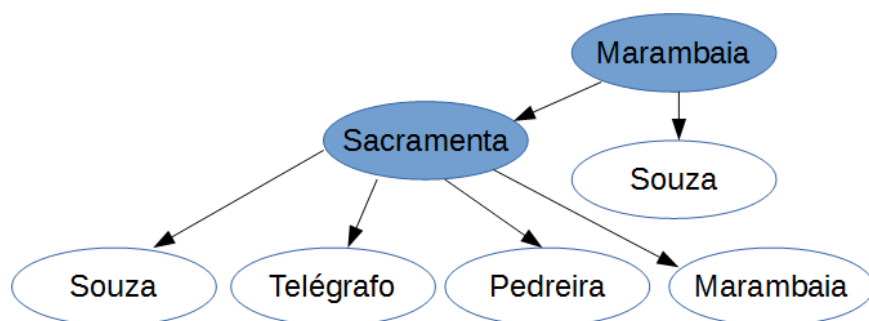 Marambaia
Sacramenta
Souza
Souza
Telégrafo
Pedreira
Marambaia